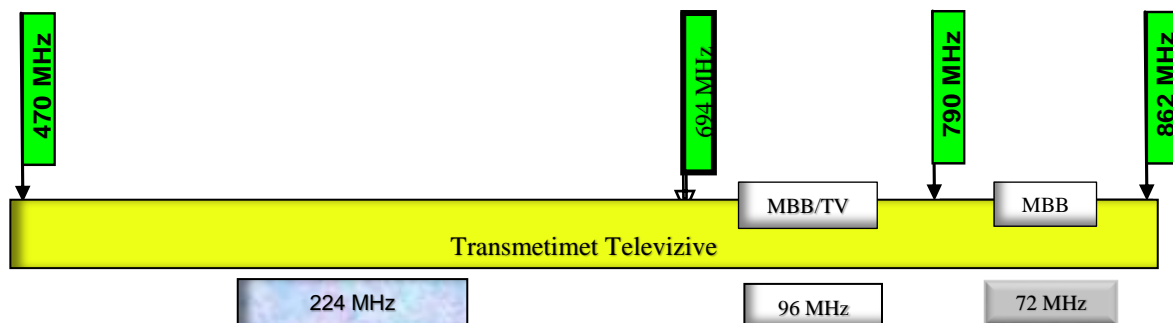 470 MHz
694 MHz
790 MHz
862 MHz
MBB/TV
MBB
Transmetimet Televizive
224 MHz
96 MHz
72 MHz